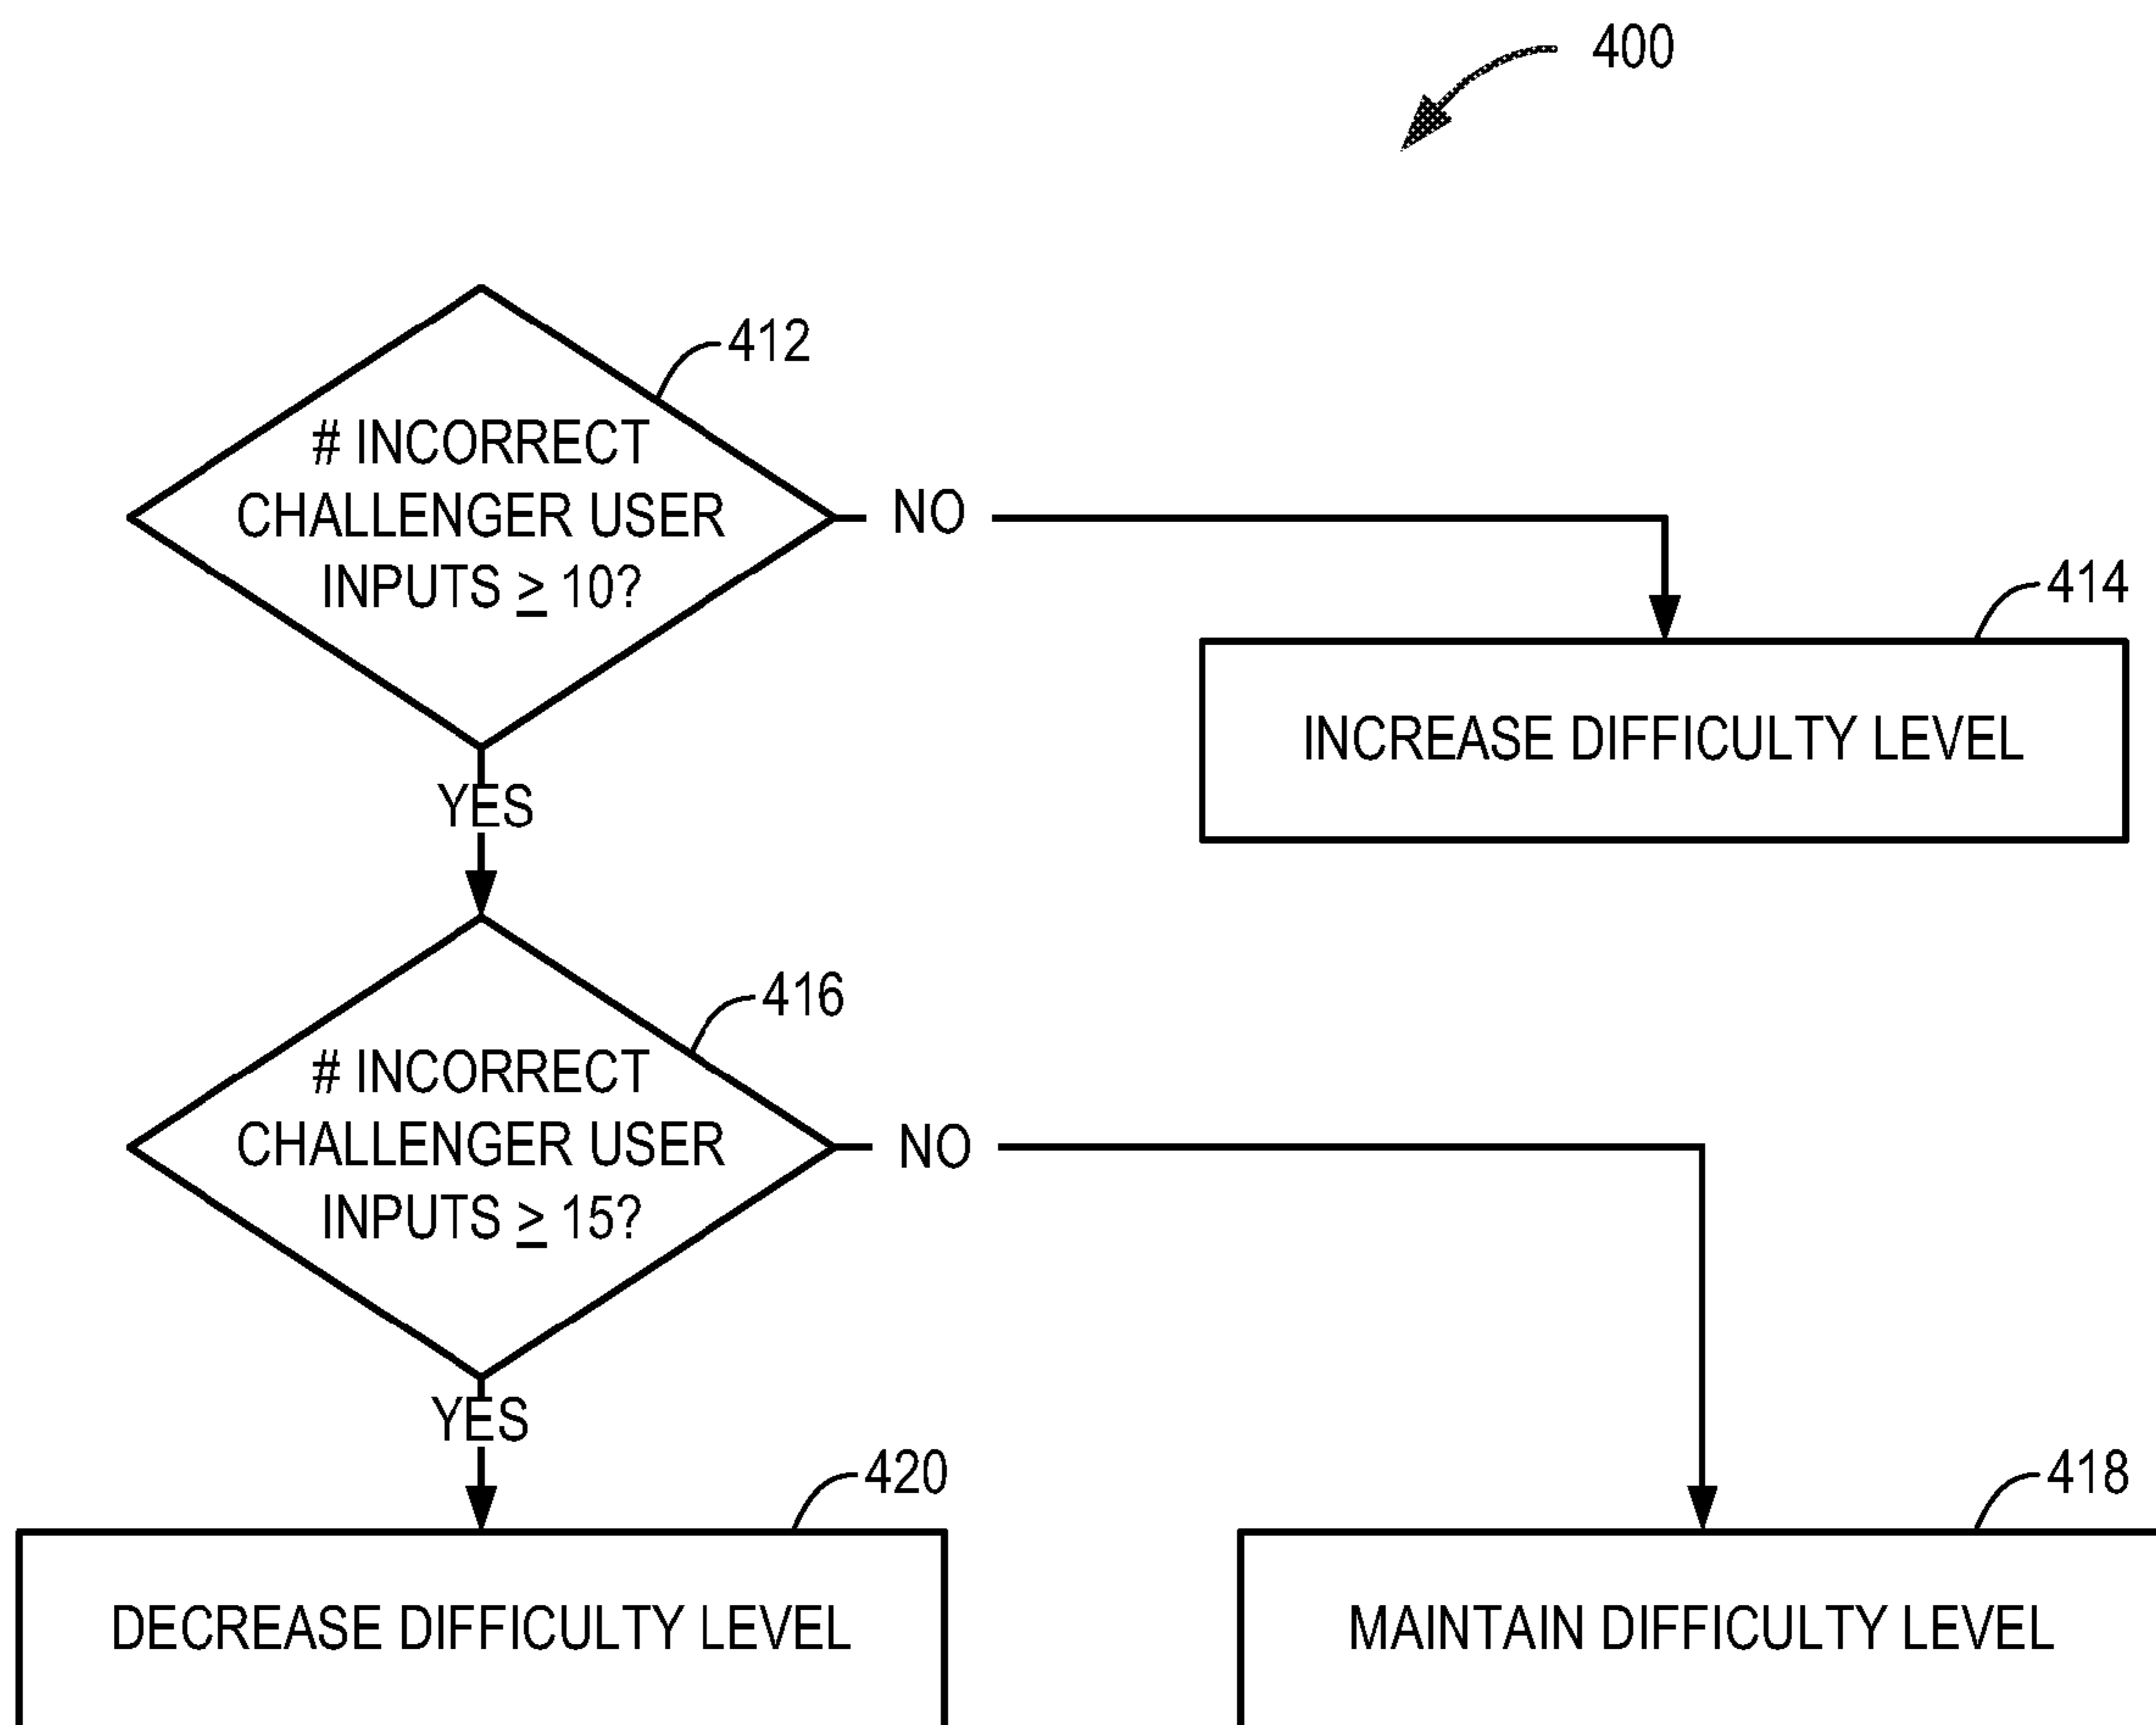 400
412
# INCORRECT
CHALLENGER USER
INPUTS ≥ 10?
NO
414
INCREASE DIFFICULTY LEVEL
YES
416
# INCORRECT
CHALLENGER USER
INPUTS ≥ 15?
NO
YES
420
418
DECREASE DIFFICULTY LEVEL
MAINTAIN DIFFICULTY LEVEL